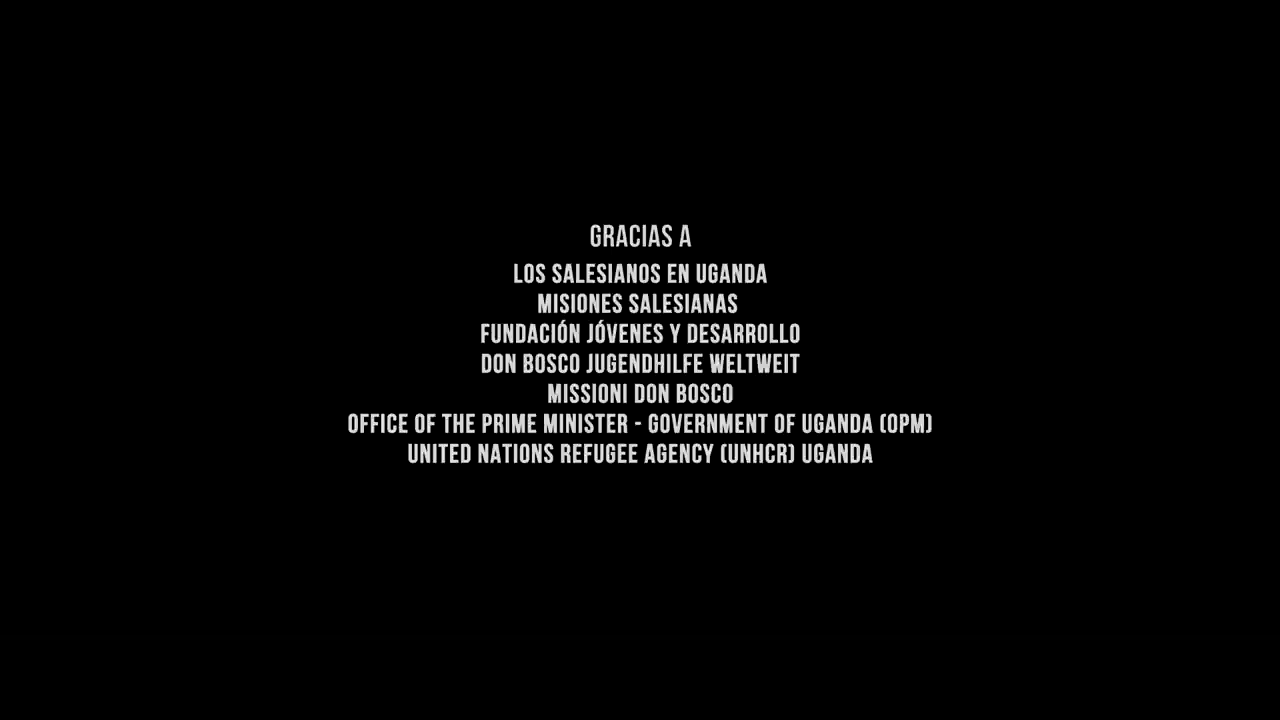 GRACIAS A
LOS SALESIANOS EN UGANDA
MISIONES SALESIANAS
FUNDACIÓN JÓVENES Y DESARROLLO
DON BOSCO JUGENDHILFE WELTWEIT
MISSIONI DON BOSCO
OFFICE OF THE PRIME MINISTER - GOVERNMENT OF UGANDA (OPM)
UNITED NATIONS REFUGEE AGENCY (UNHCR) UGANDA